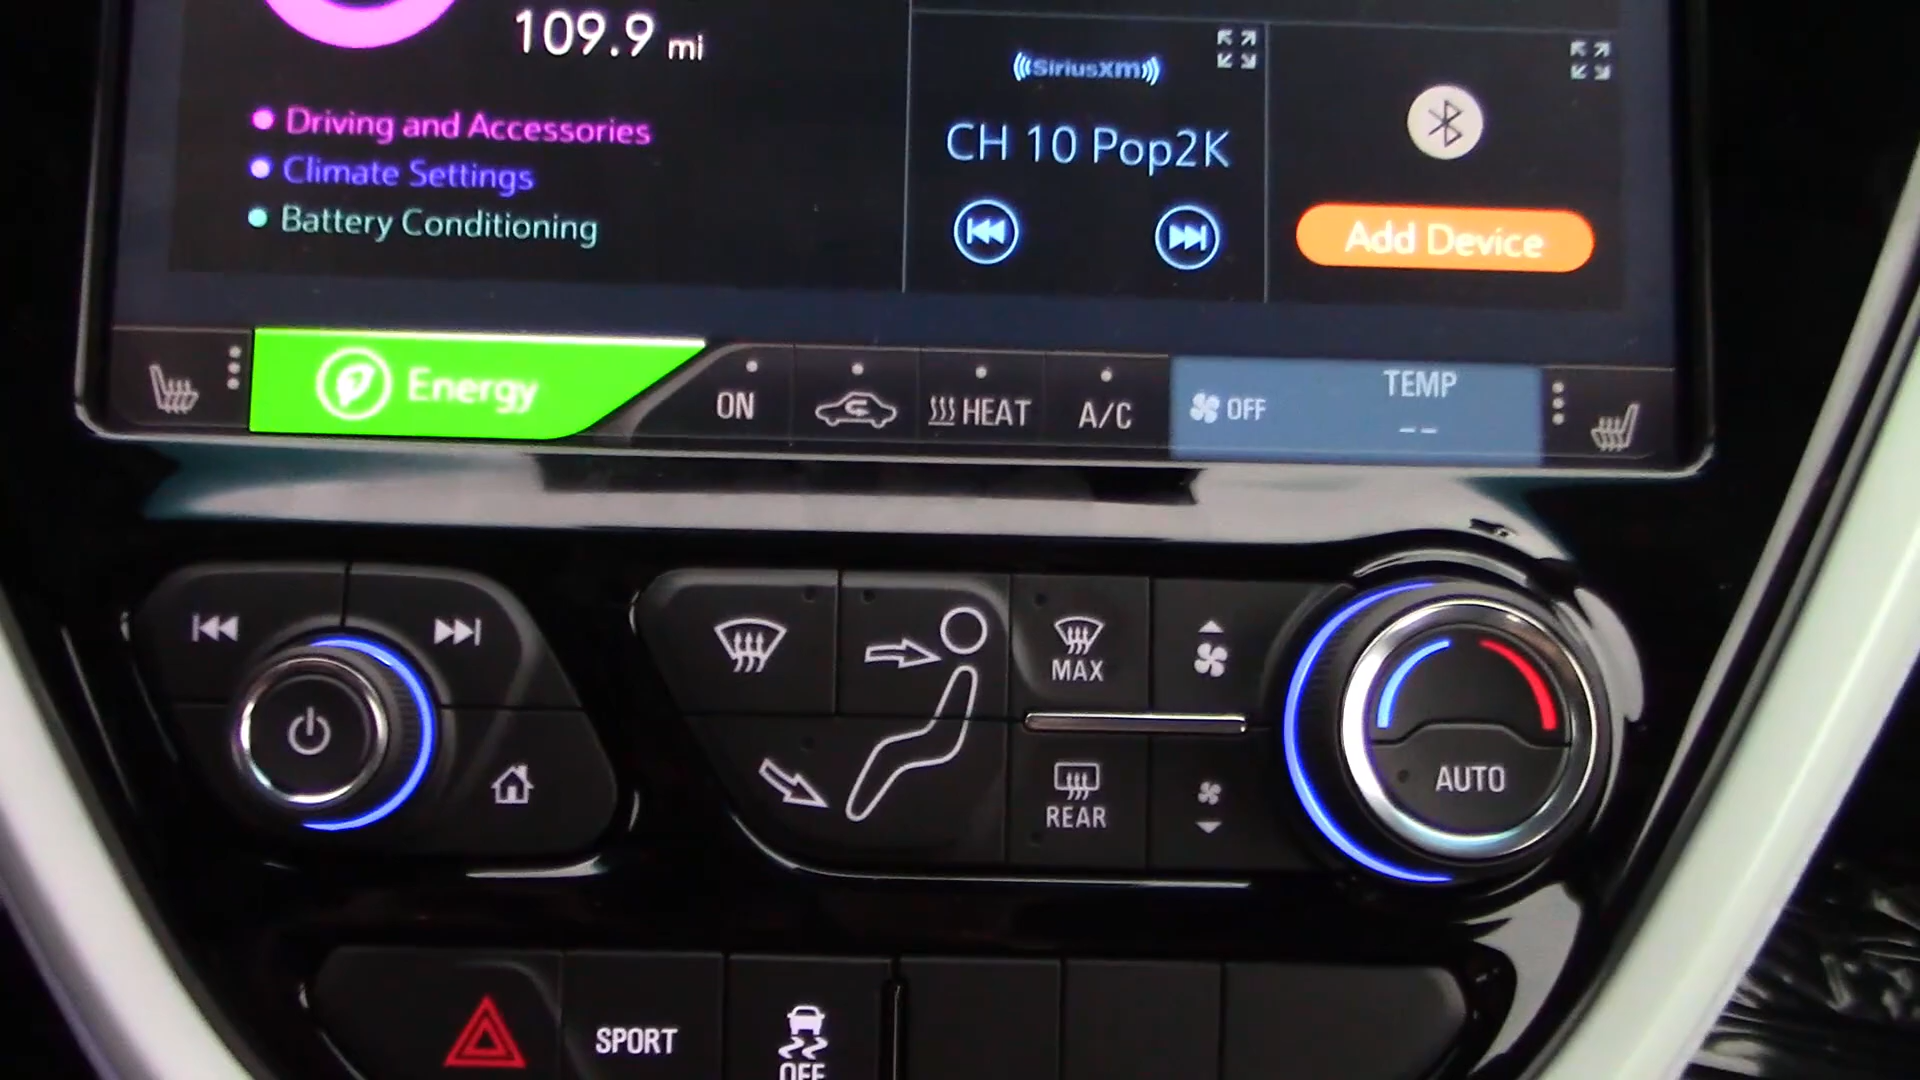 109.9 mi
Driving and Accessories
Climate Settings
Battery Conditioning
SiriusXM
CH 10 Pop2K
Add Device
Energy
ON
HEAT
A/C
OFF
TEMP
--
MAX
REAR
AUTO
SPORT
OFF